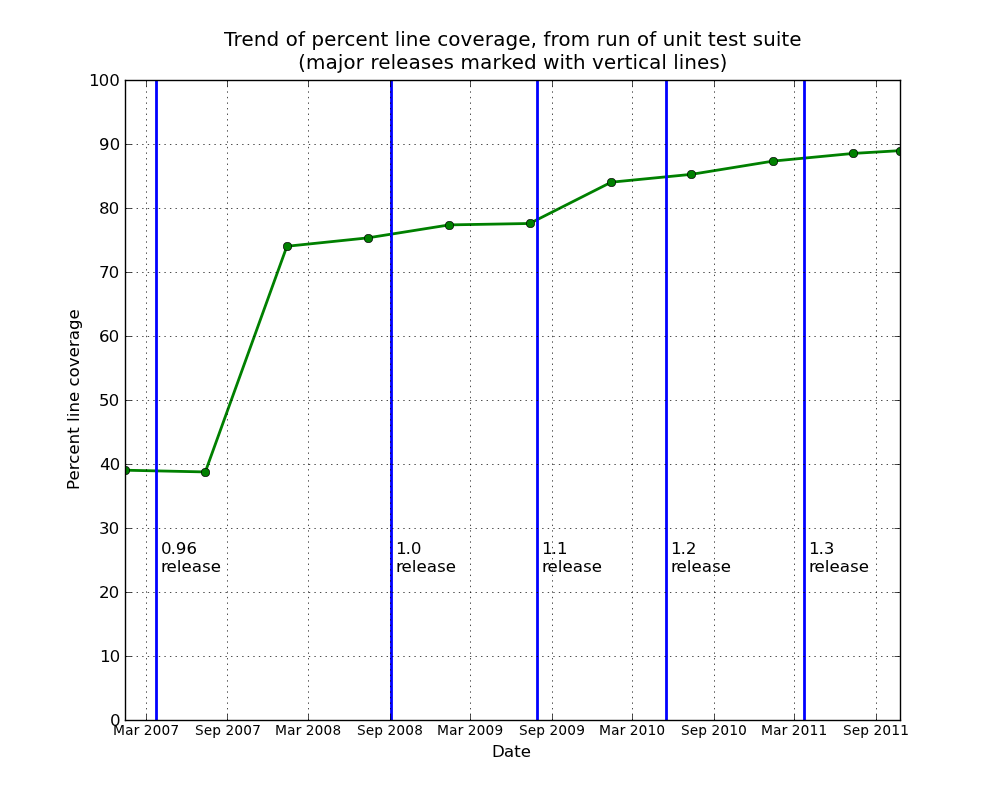 Trend of percent line coverage, from run of unit test suite
(major releases marked with vertical lines)
100
90
80
70
60
50
40
30
20
10
0
Percent line coverage
0.96
release
1.0
release
1.1
release
1.2
release
1.3
release
Mar 2007 Sep 2007 Mar 2008 Sep 2008 Mar 2009 Sep 2009 Mar 2010 Sep 2010 Mar 2011 Sep 2011
Date